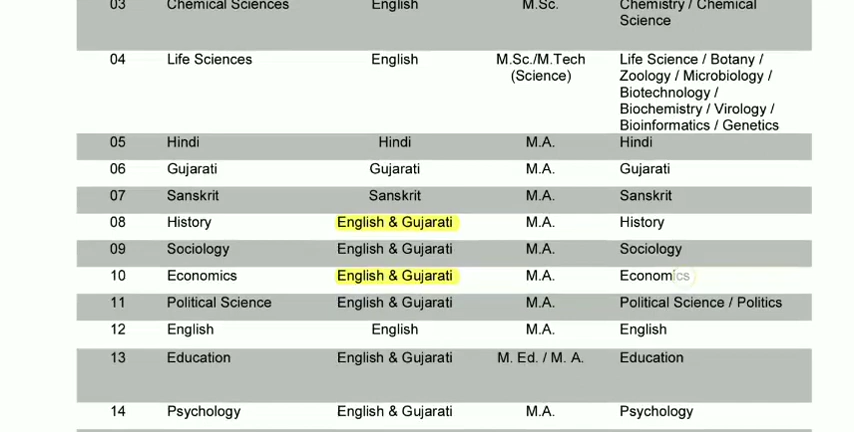 03 Chemical Sciences English M.Sc. Chemistry / Chemical
Science
04 Life Sciences English M.Sc./M.Tech Life Science / Botany /
(Science) Zoology / Microbiology /
Biotechnology /
Biochemistry / Virology /
Bioinformatics / Genetics
05 Hindi Hindi M.A. Hindi
06 Gujarati Gujarati M.A. Gujarati
07 Sanskrit Sanskrit M.A. Sanskrit
08 History English & Gujarati M.A. History
09 Sociology English & Gujarati M.A. Sociology
10 Economics English & Gujarati M.A. Economics
11 Political Science English & Gujarati M.A. Political Science / Politics
12 English English M.A. English
13 Education English & Gujarati M. Ed. / M. A. Education
14 Psychology English & Gujarati M.A. Psychology